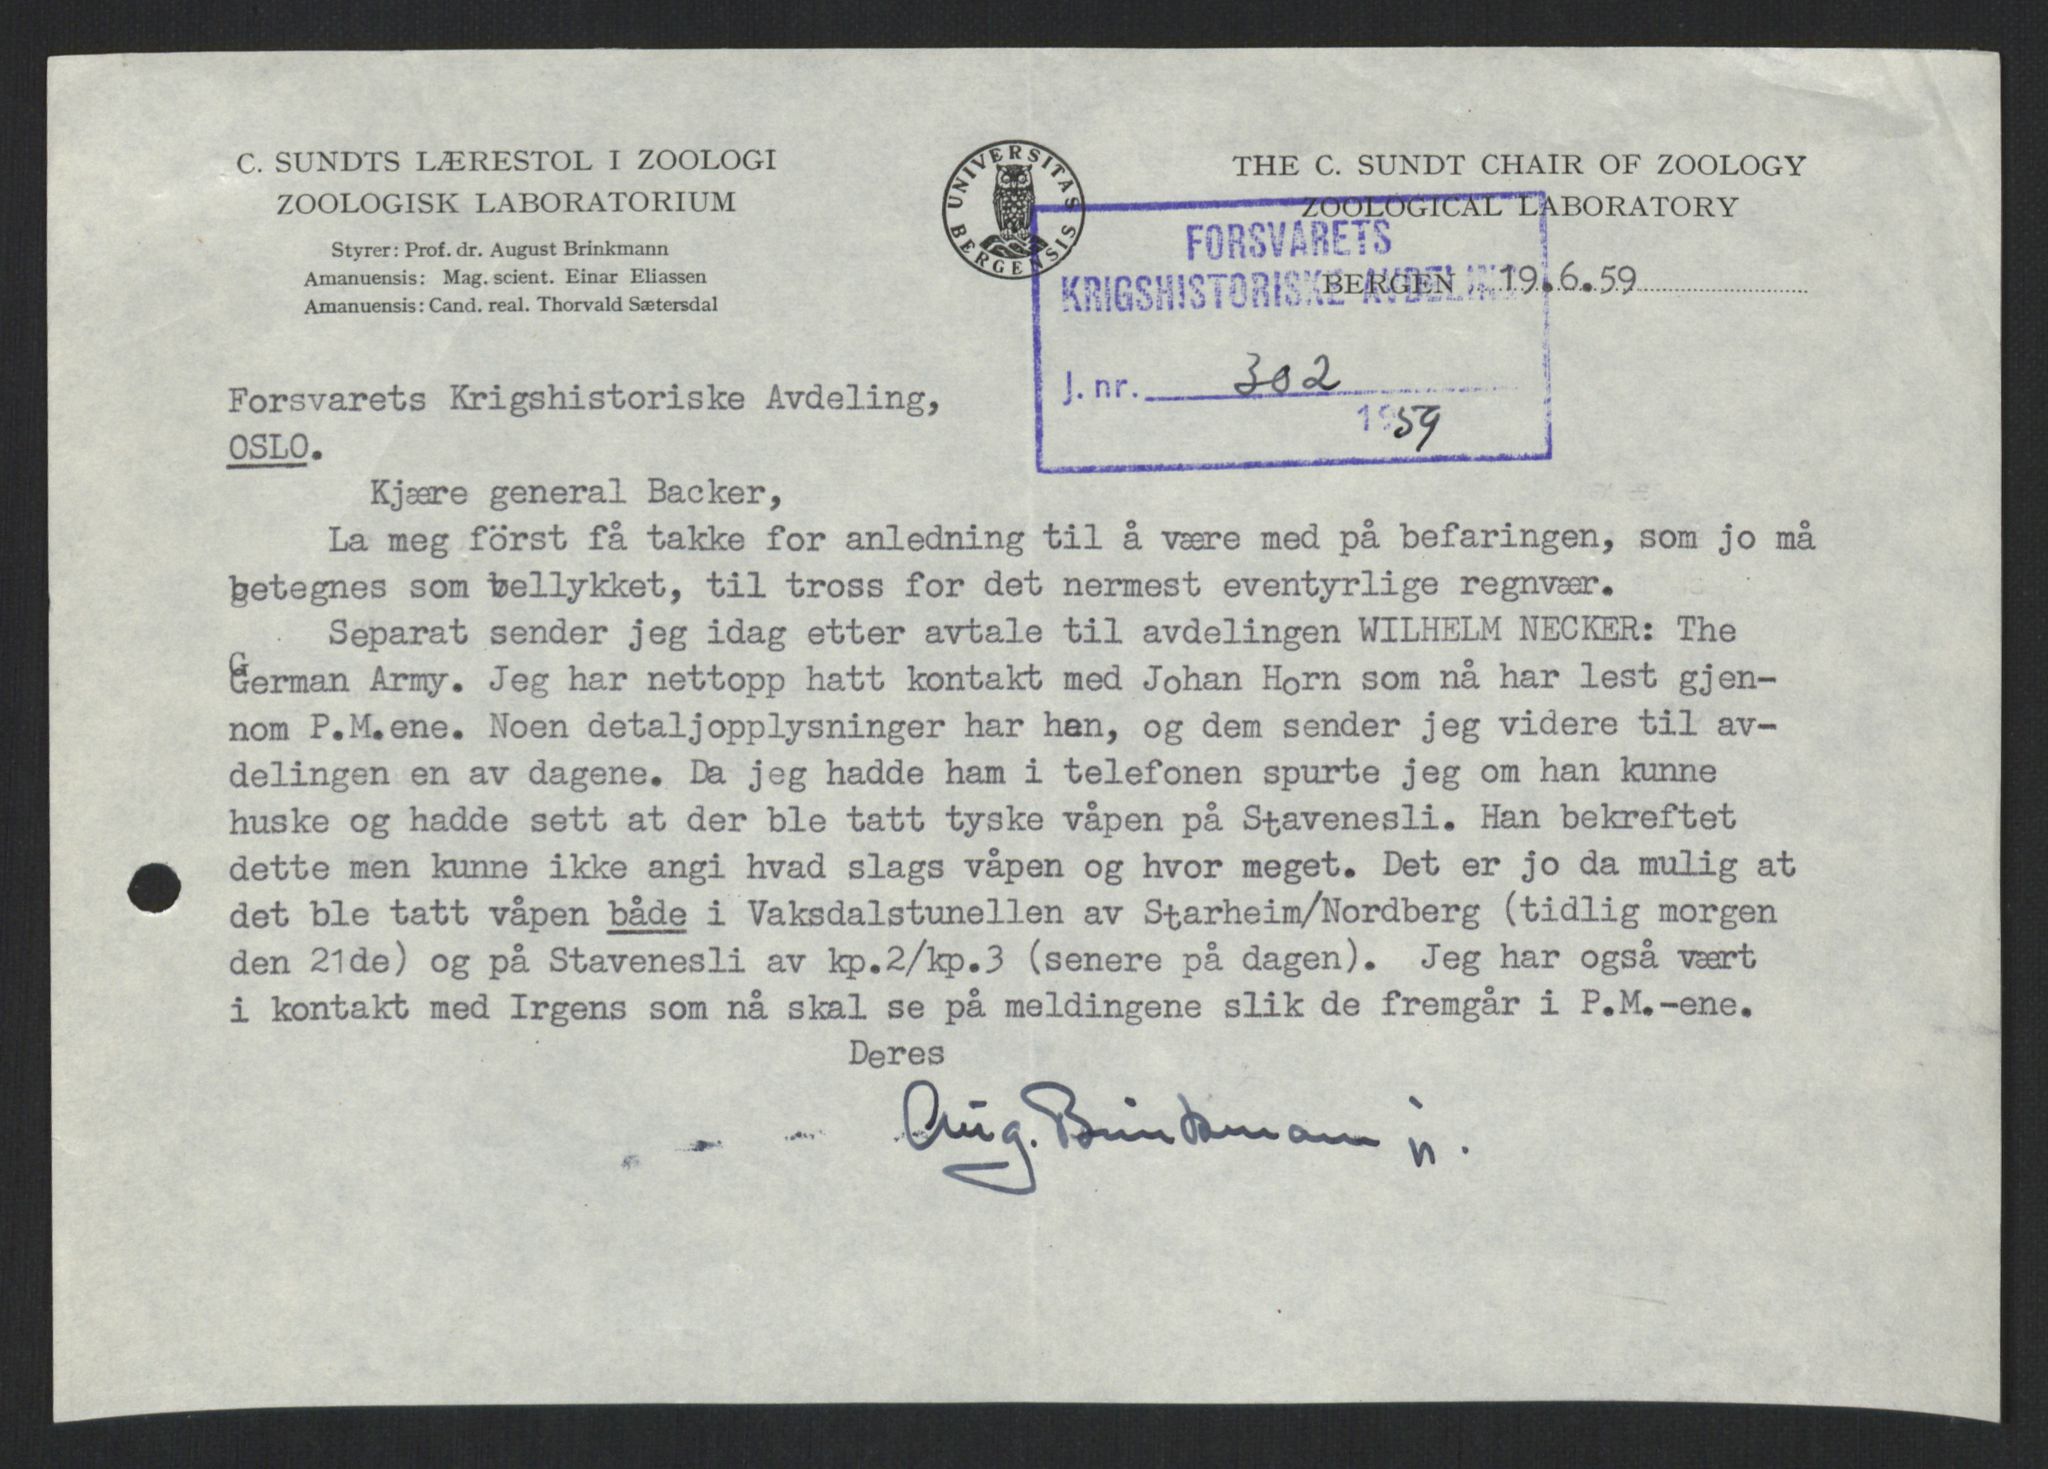 C. SUNDTS LÆRESTOL I ZOOLOGI
ZOOLOGISK LABORATORIUM
Styrer: Prof. dr. August Brinkmann
Amanuensis: Mag. scient. Einar Eliassen
Amanuensis: Cand. real. Thorvald Sætersdal
UNIVERSITAS BERGENSIS
THE C. SUNDT CHAIR OF ZOOLOGY
ZOOLOGICAL LABORATORY
BERGEN 19.6.59
FORSVARETS
KRIGSHISTORISKE AVDELING
J. nr. 302
1959
Forsvarets Krigshistoriske Avdeling,
OSLO.
Kjære general Backer,
La meg först få takke for anledning til å være med på befaringen, som jo må
betegnes som vellykket, til tross for det nermest eventyrlige regnvær.
Separat sender jeg idag etter avtale til avdelingen WILHELM NECKER: The
German Army. Jeg har nettopp hatt kontakt med Johan Horn som nå har lest gjen-
nom P.M.ene. Noen detaljopplysninger har han, og dem sender jeg videre til av-
delingen en av dagene. Da jeg hadde ham i telefonen spurte jeg om han kunne
huske og hadde sett at der ble tatt tyske våpen på Stavenesli. Han bekreftet
dette men kunne ikke angi hvad slags våpen og hvor meget. Det er jo da mulig at
det ble tatt våpen både i Vaksdalstunellen av Starheim/Nordberg (tidlig morgen
den 21de) og på Stavenesli av kp.2/kp.3 (senere på dagen). Jeg har også vært
i kontakt med Irgens som nå skal se på meldingene slik de fremgår i P.M.-ene.
Deres
Aug. Brinkmann jr.